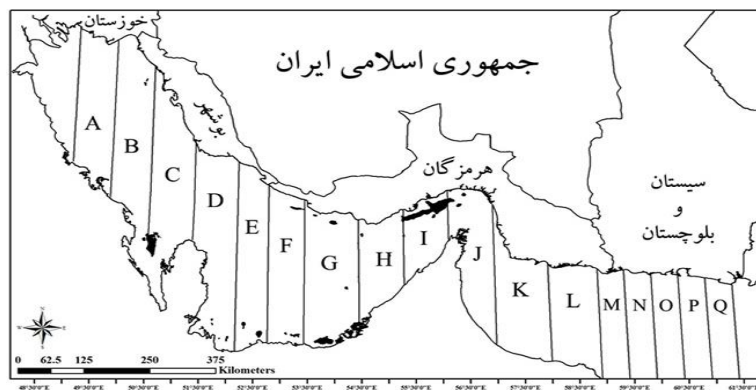 خوزستان
جمهوری اسلامی ایران
بوشهر
هرمزگان
سیستان
و
بلوچستان
A B C D E F G H I J K L M N O P Q
0 62.5 125 250 375
Kilometers